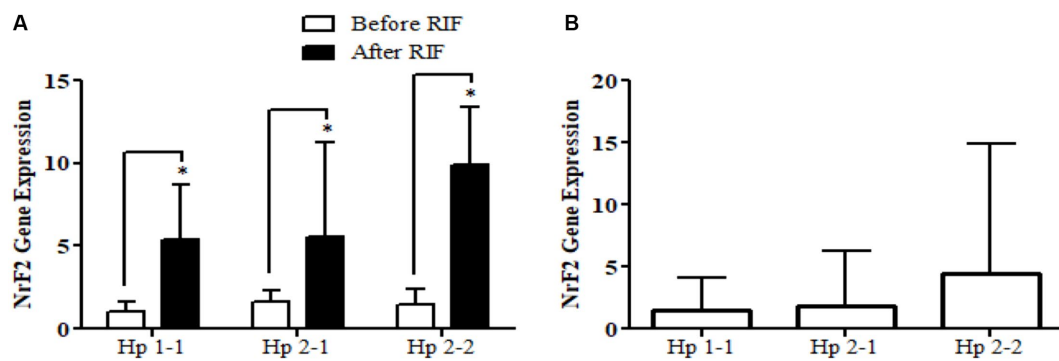 A
Before RIF
After RIF
NrF2 Gene Expression
15
10
5
0
*
*
*
Hp 1-1
Hp 2-1
Hp 2-2
B
NrF2 Gene Expression
20
15
10
5
0
Hp 1-1
Hp 2-1
Hp 2-2